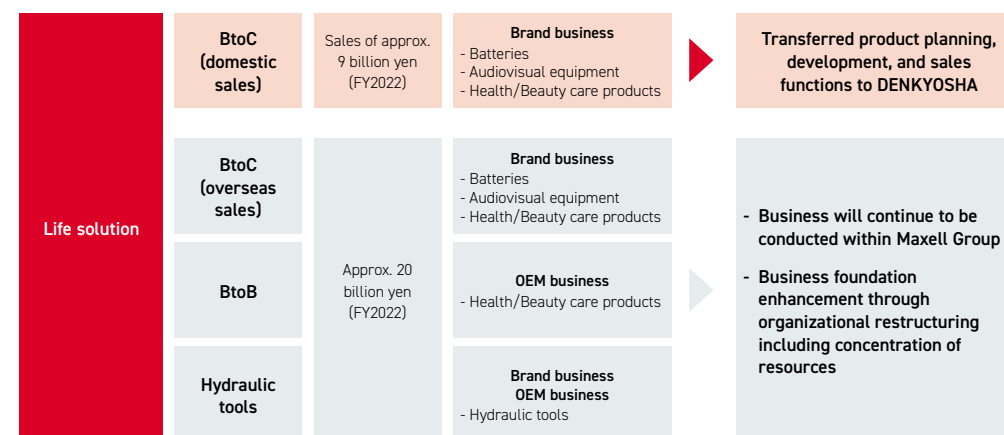 Life solution
BtoC
(domestic
sales)
Sales of approx.
9 billion yen
(FY2022)
Brand business
- Batteries
- Audiovisual equipment
- Health/Beauty care products
Transferred product planning,
development, and sales
functions to DENKYOSHA
BtoC
(overseas
sales)
Brand business
- Batteries
- Audiovisual equipment
- Health/Beauty care products
BtoB
Approx. 20
billion yen
(FY2022)
OEM business
- Health/Beauty care products
Hydraulic
tools
Brand business
OEM business
- Hydraulic tools
- Business will continue to be
conducted within Maxell Group
- Business foundation
enhancement through
organizational restructuring
including concentration of
resources